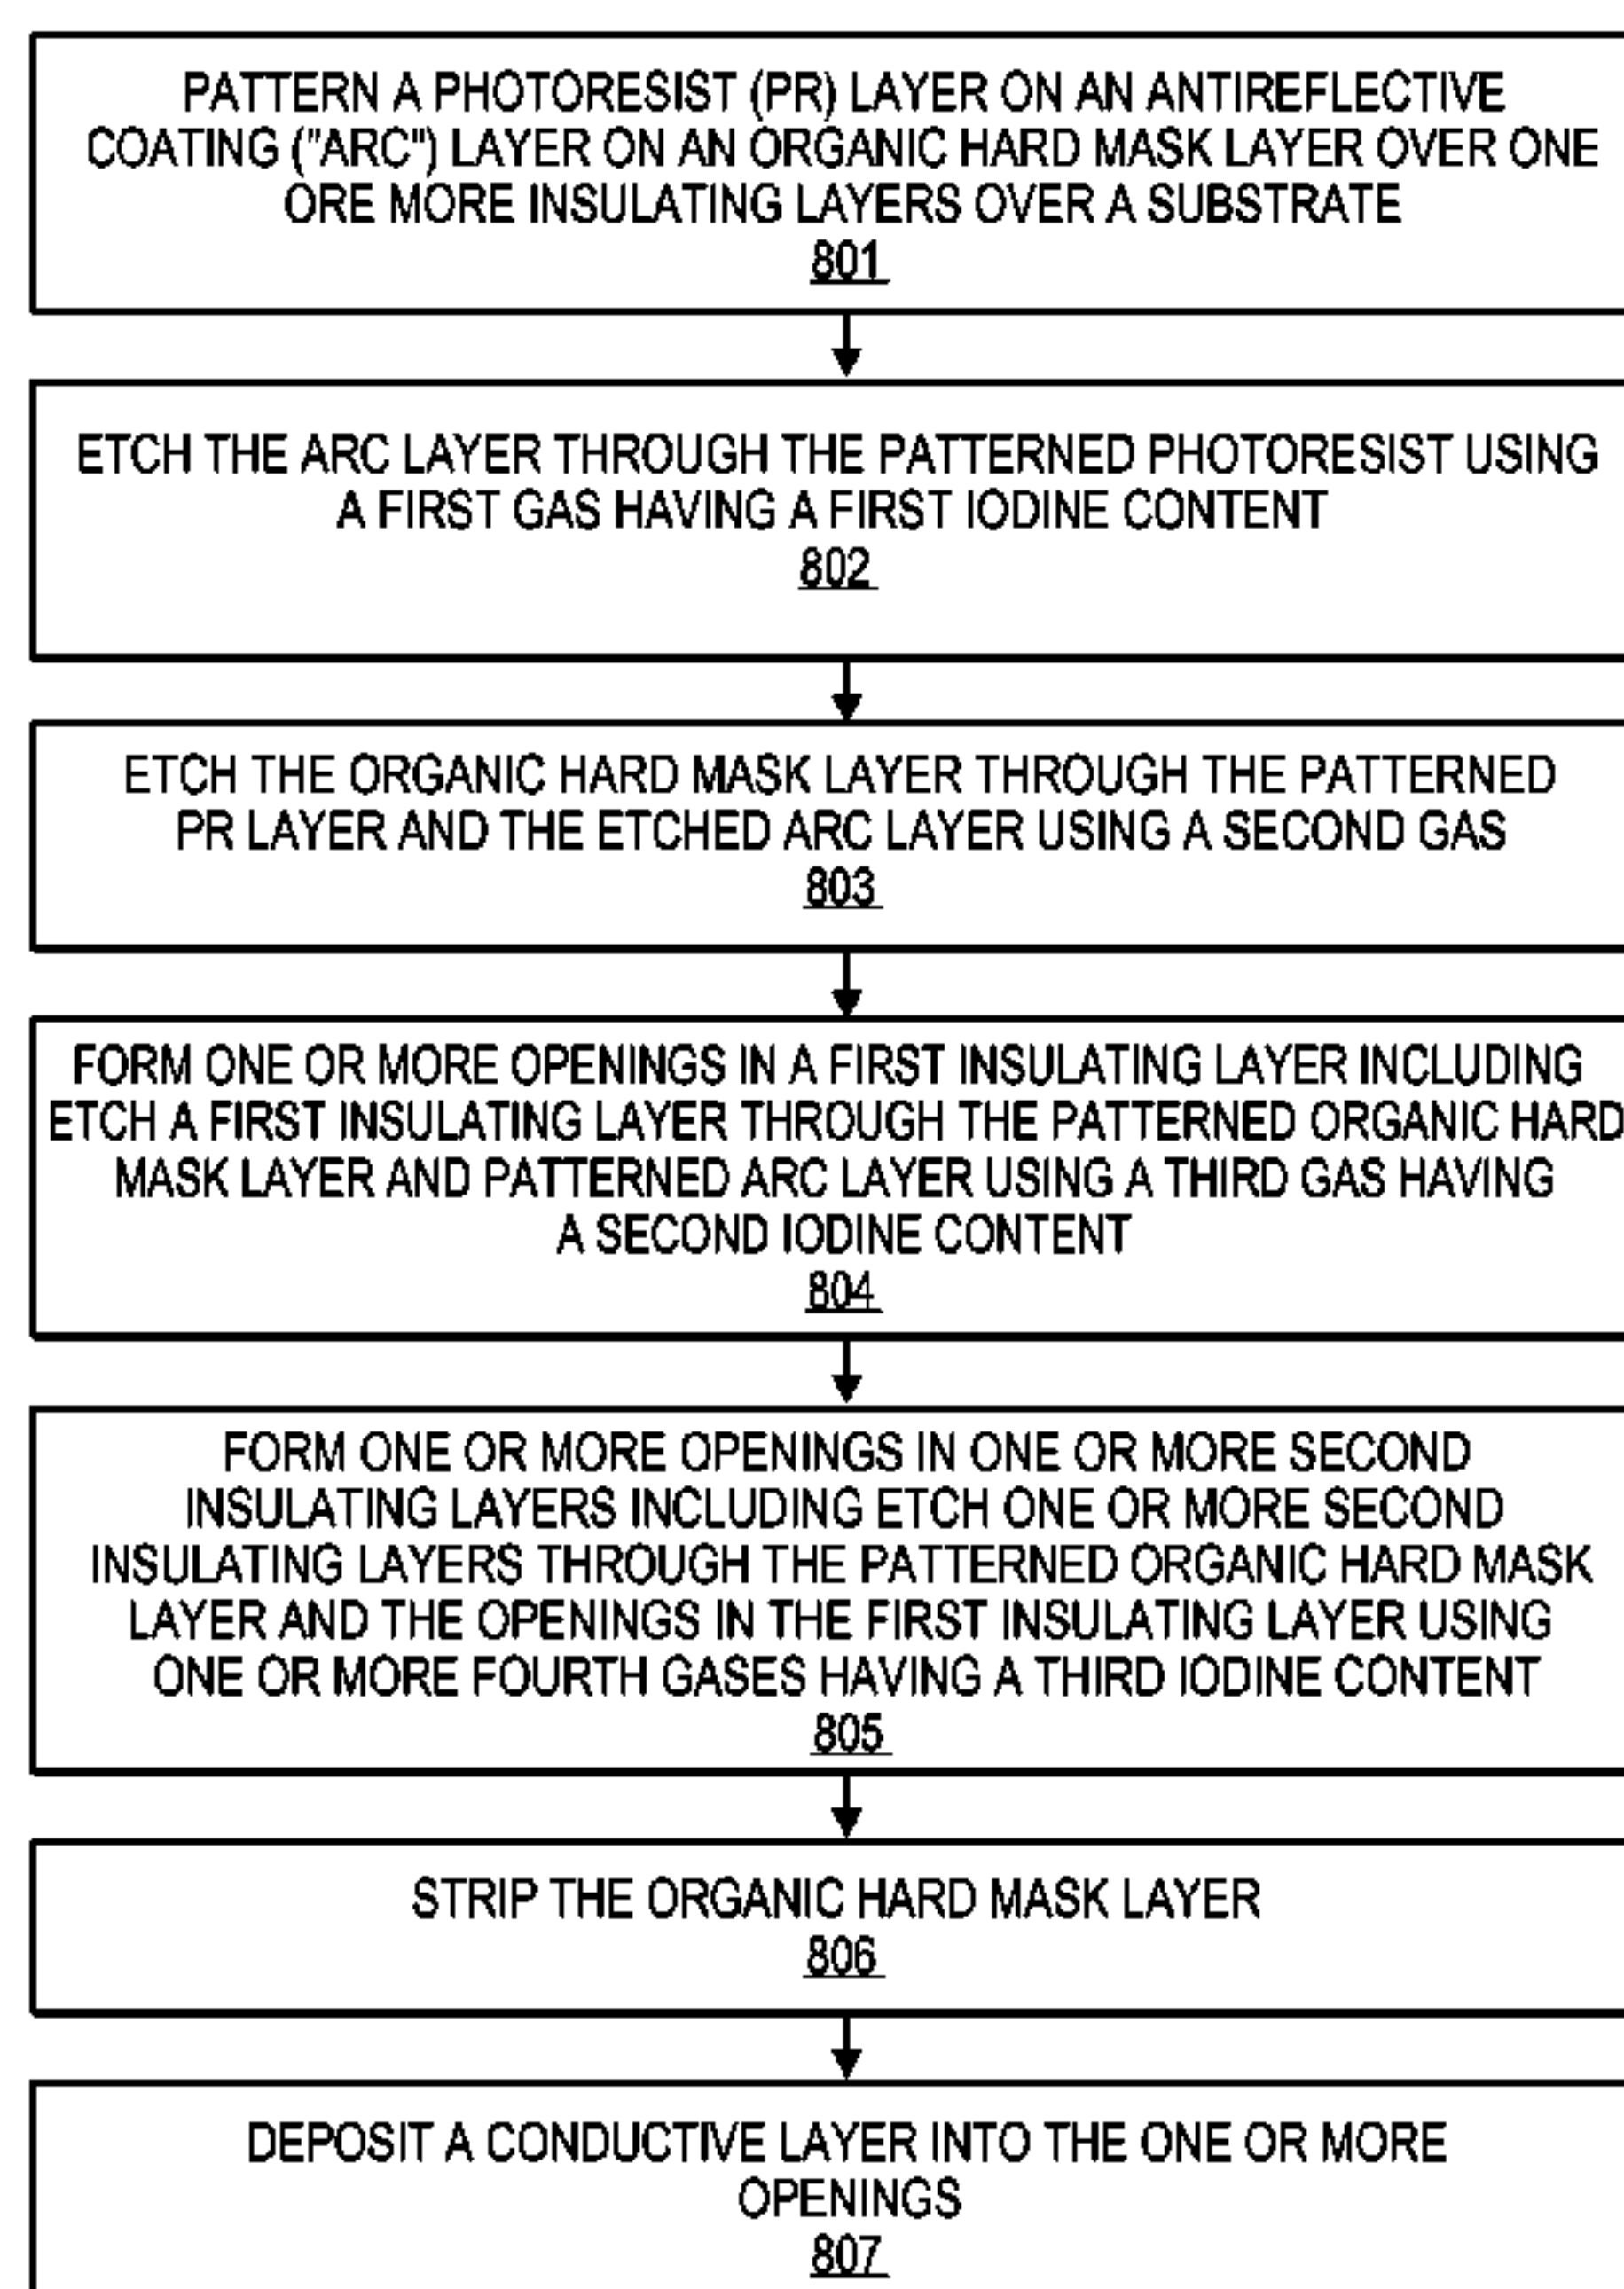 PATTERN A PHOTORESIST (PR) LAYER ON AN ANTIREFLECTIVE
COATING ("ARC") LAYER ON AN ORGANIC HARD MASK LAYER OVER ONE
ORE MORE INSULATING LAYERS OVER A SUBSTRATE
801
ETCH THE ARC LAYER THROUGH THE PATTERNED PHOTORESIST USING
A FIRST GAS HAVING A FIRST IODINE CONTENT
802
ETCH THE ORGANIC HARD MASK LAYER THROUGH THE PATTERNED
PR LAYER AND THE ETCHED ARC LAYER USING A SECOND GAS
803
FORM ONE OR MORE OPENINGS IN A FIRST INSULATING LAYER INCLUDING
ETCH A FIRST INSULATING LAYER THROUGH THE PATTERNED ORGANIC HARD
MASK LAYER AND PATTERNED ARC LAYER USING A THIRD GAS HAVING
A SECOND IODINE CONTENT
804
FORM ONE OR MORE OPENINGS IN ONE OR MORE SECOND
INSULATING LAYERS INCLUDING ETCH ONE OR MORE SECOND
INSULATING LAYERS THROUGH THE PATTERNED ORGANIC HARD MASK
LAYER AND THE OPENINGS IN THE FIRST INSULATING LAYER USING
ONE OR MORE FOURTH GASES HAVING A THIRD IODINE CONTENT
805
STRIP THE ORGANIC HARD MASK LAYER
806
DEPOSIT A CONDUCTIVE LAYER INTO THE ONE OR MORE
OPENINGS
807